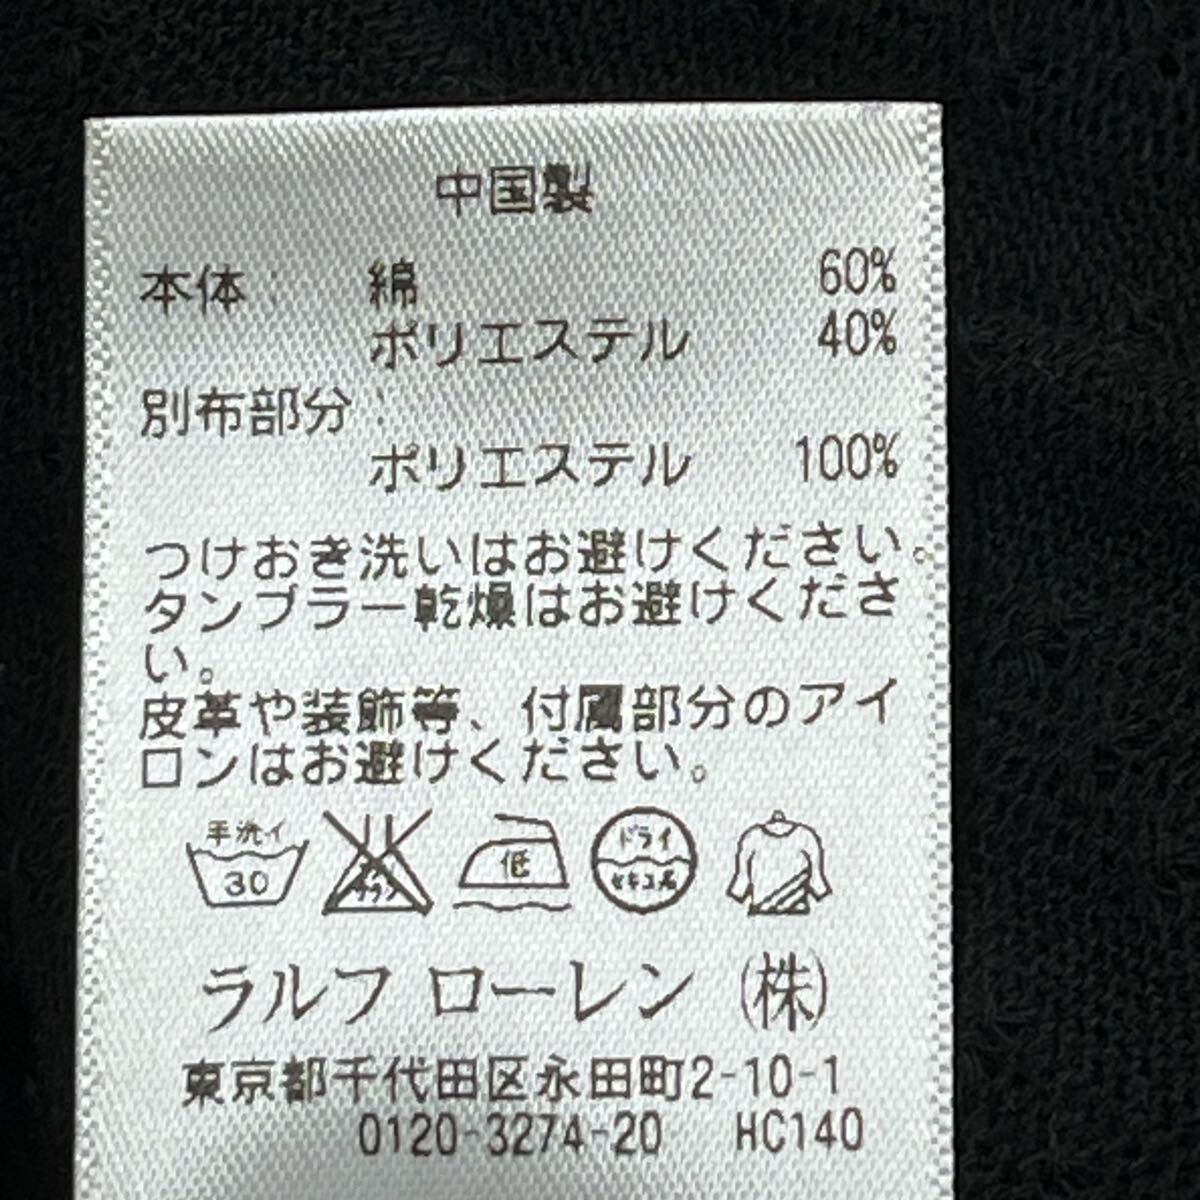 中国製
本体: 綿 60%
ポリエステル 40%
別布部分:
ポリエステル 100%
つけおき洗いはお避けください。
タンブラー乾燥はお避けくださ
い。
皮革や装飾等、付属部分のアイ
ロンはお避けください。
手洗イ 30 低 ドライ セキユ系
ラルフ ローレン (株)
東京都千代田区永田町2-10-1
0120-3274-20 HC140